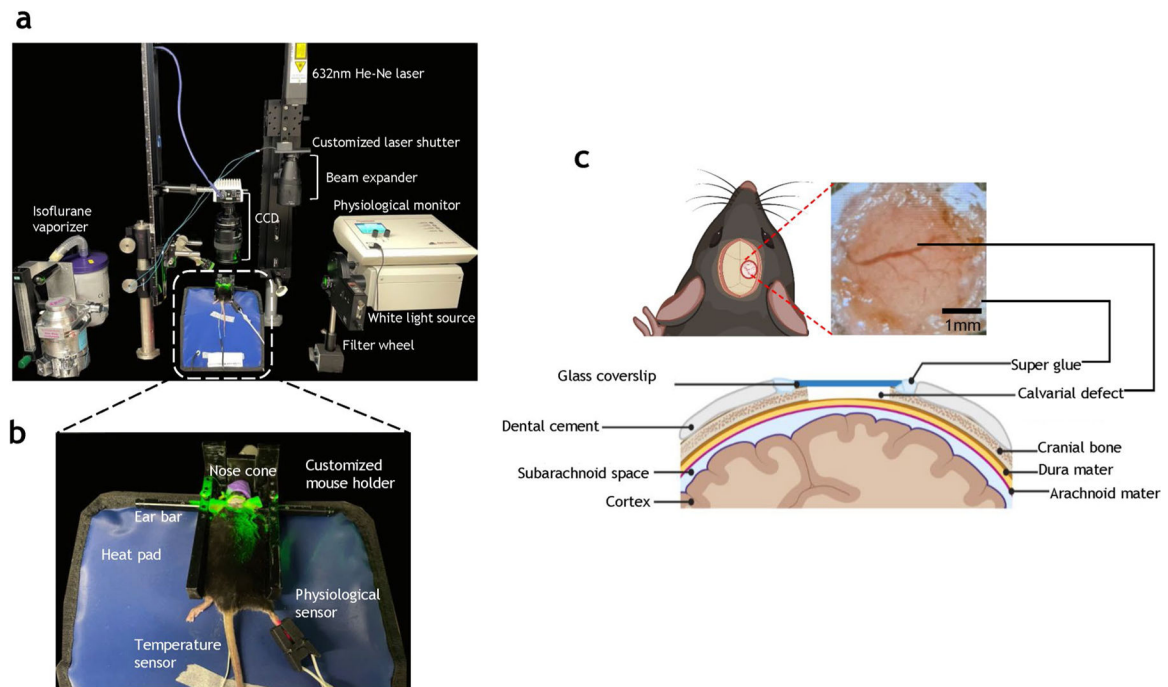 a
632nm He-Ne laser
Customized laser shutter
Beam expander
Physiological monitor
CCD
Isoflurane
vaporizer
White light source
Filter wheel
b
Nose cone
Customized
mouse holder
Ear bar
Heat pad
Physiological
sensor
Temperature
sensor
c
1mm
Super glue
Glass coverslip
Calvarial defect
Dental cement
Cranial bone
Subarachnoid space
Dura mater
Arachnoid mater
Cortex